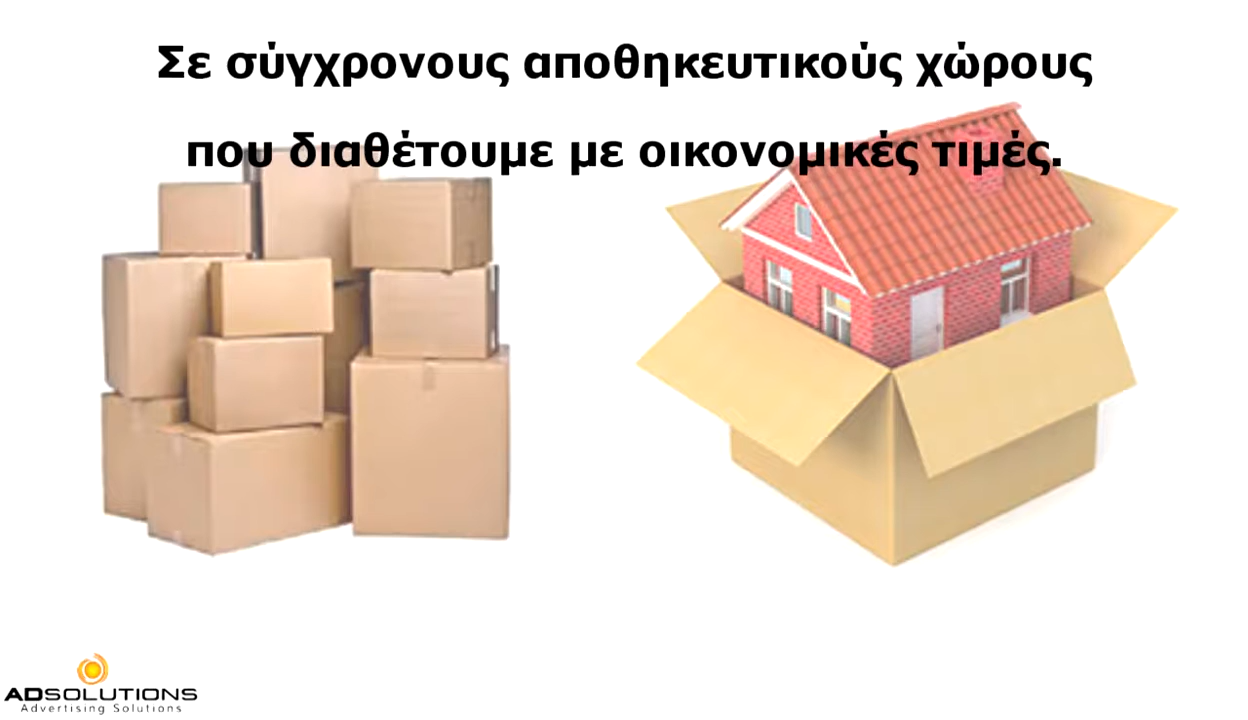 Σε σύγχρονους αποθηκευτικούς χώρους
που διαθέτουμε με οικονομικές τιμές.
ADSOLUTIONS
Advertising Solutions